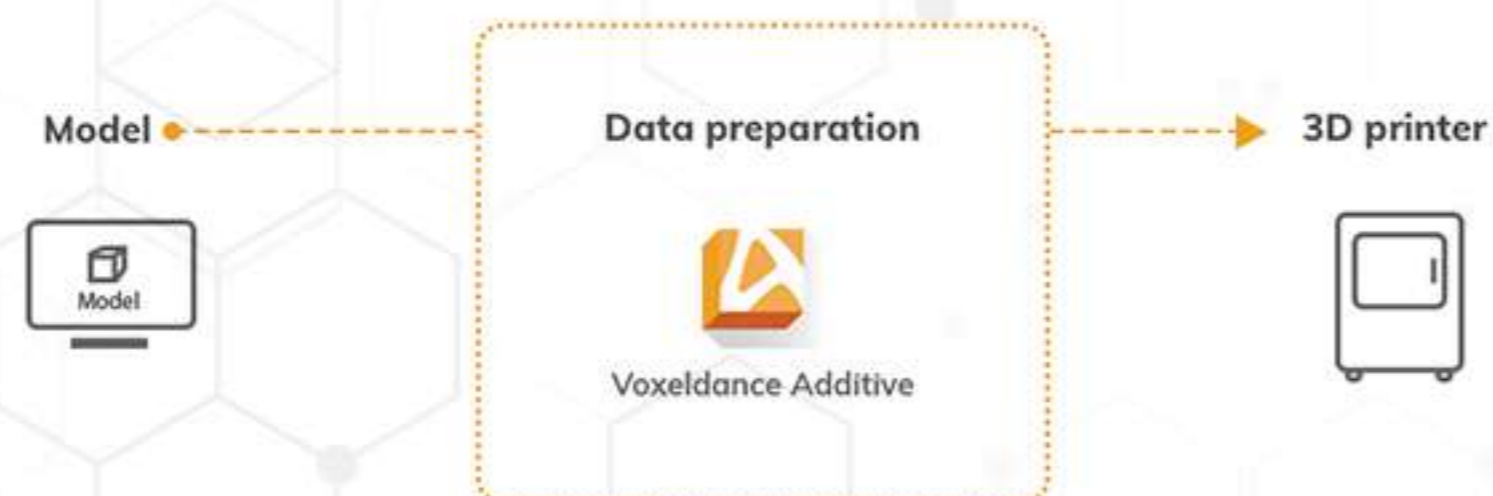 Model
Data preparation
3D printer
Model
Voxeldance Additive